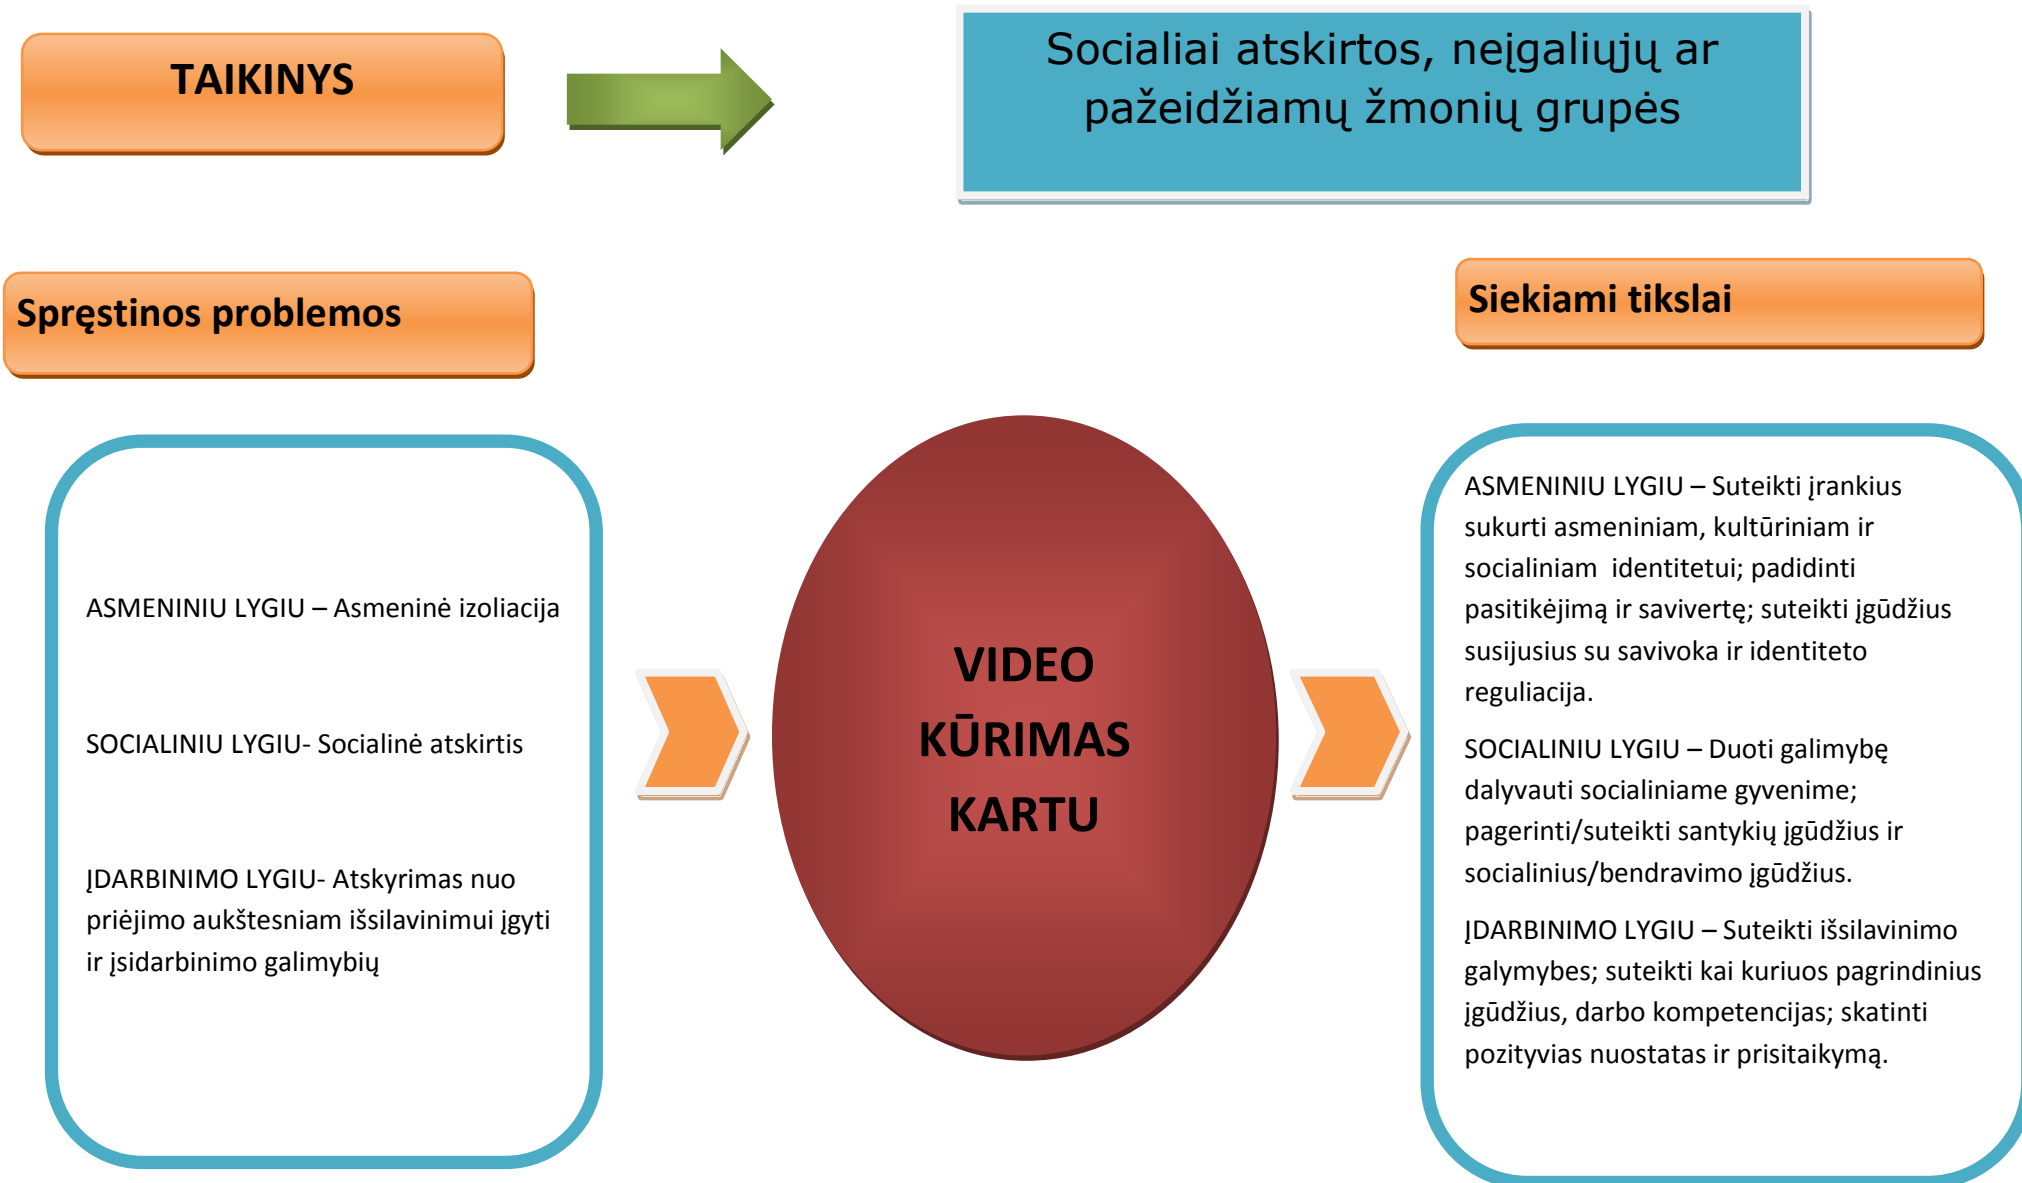 TAIKINYS
Socialiai atskirtos, neįgaliųjų ar
pažeidžiamų žmonių grupės
Spręstinos problemos
Siekiami tikslai
ASMENINIU LYGIU – Asmeninė izoliacija
SOCIALINIU LYGIU- Socialinė atskirtis
ĮDARBINIMO LYGIU- Atskyrimas nuo
priėjimo aukštesniam išsilavinimui įgyti
ir įsidarbinimo galimybių
VIDEO
KŪRIMAS
KARTU
ASMENINIU LYGIU – Suteikti įrankius
sukurti asmeniniam, kultūriniam ir
socialiniam  identitetui; padidinti
pasitikėjimą ir savivertę; suteikti įgūdžius
susijusius su savivoka ir identiteto
reguliacija.
SOCIALINIU LYGIU – Duoti galimybę
dalyvauti socialiniame gyvenime;
pagerinti/suteikti santykių įgūdžius ir
socialinius/bendravimo įgūdžius.
ĮDARBINIMO LYGIU – Suteikti išsilavinimo
galymybes; suteikti kai kuriuos pagrindinius
įgūdžius, darbo kompetencijas; skatinti
pozityvias nuostatas ir prisitaikymą.